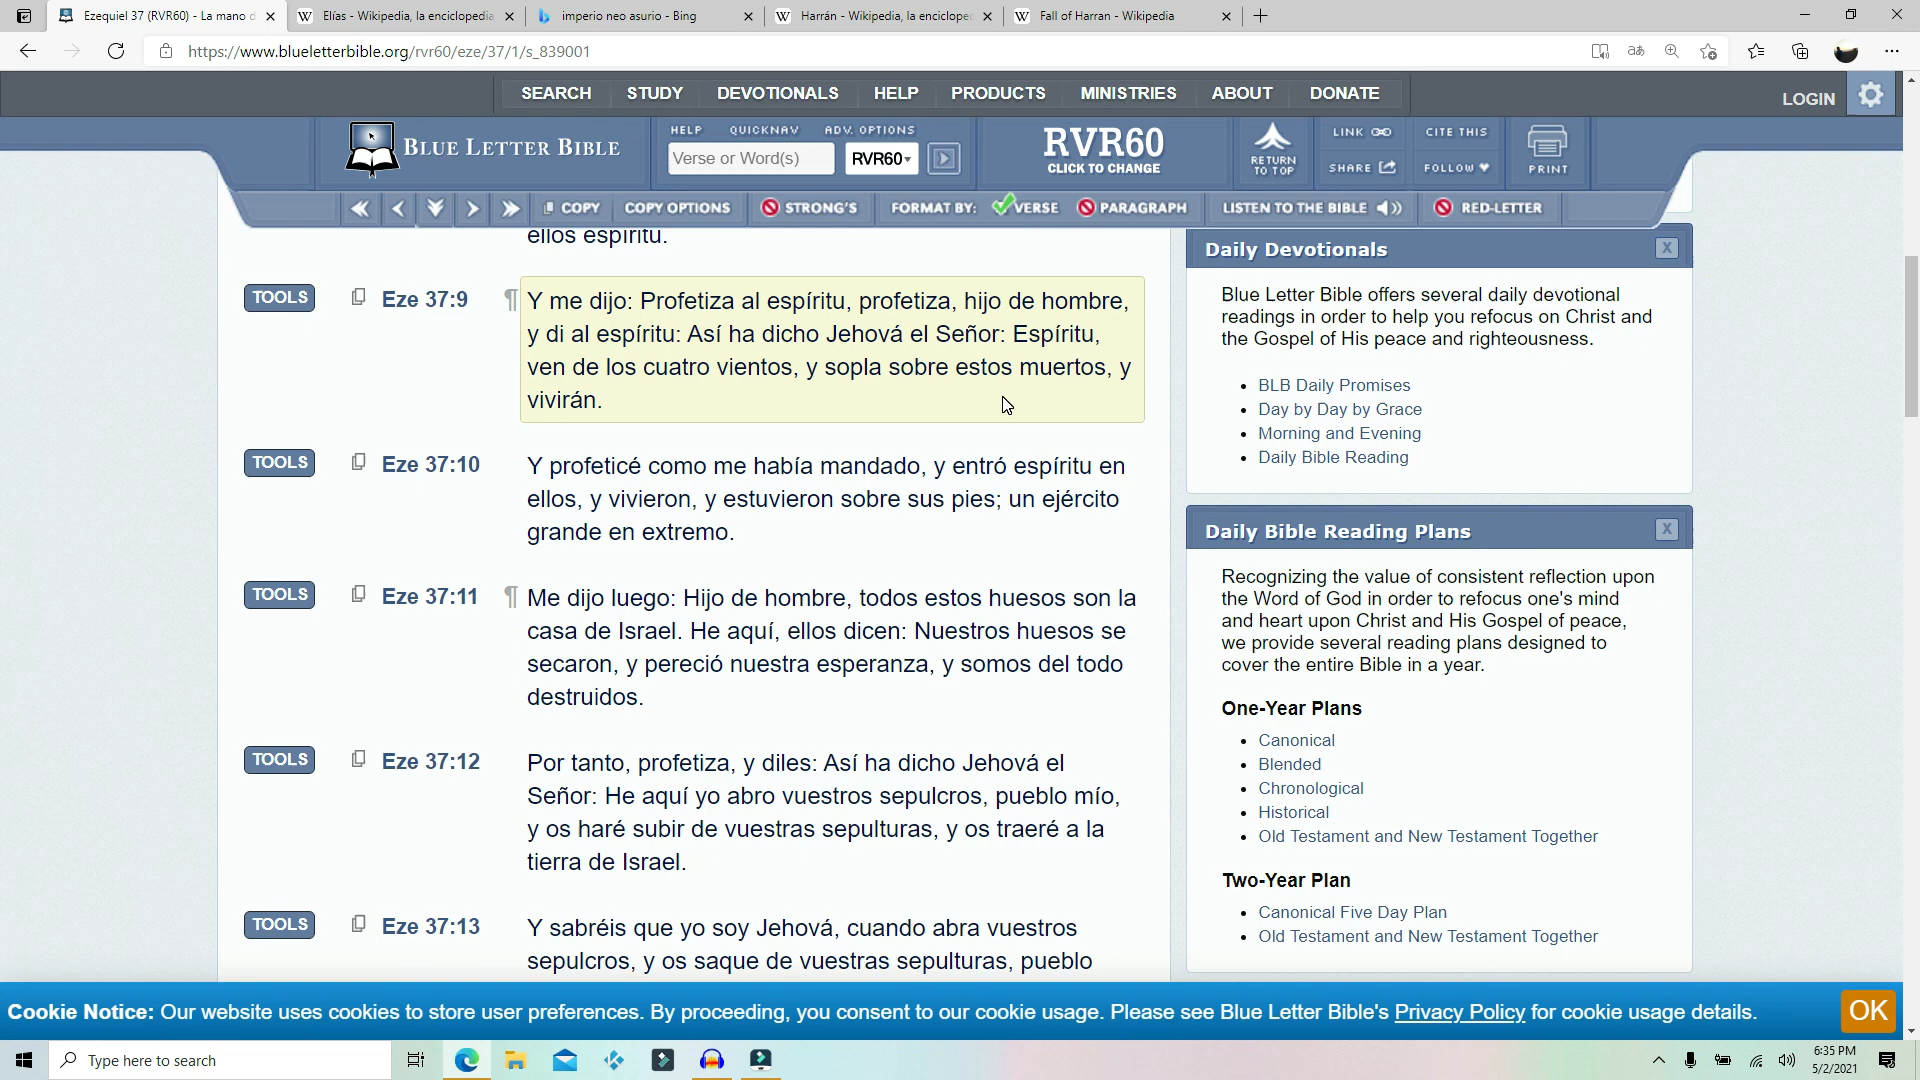 Ezequiel 37 (RVR60) - La mano d
Elías - Wikipedia, la enciclopedia
imperio neo asurio - Bing
Harrán - Wikipedia, la encicloped
Fall of Harran - Wikipedia
https://www.blueletterbible.org/rvr60/eze/37/1/s_839001
SEARCH STUDY DEVOTIONALS HELP PRODUCTS MINISTRIES ABOUT DONATE
LOGIN
BLUE LETTER BIBLE
HELP QUICKNAV ADV. OPTIONS
Verse or Word(s)
RVR60
RVR60
CLICK TO CHANGE
RETURN
TO TOP
LINK
CITE THIS
SHARE
FOLLOW
PRINT
COPY COPY OPTIONS STRONG'S FORMAT BY: VERSE PARAGRAPH LISTEN TO THE BIBLE RED-LETTER
ellos espíritu.
TOOLS Eze 37:9 ¶ Y me dijo: Profetiza al espíritu, profetiza, hijo de hombre,
y di al espíritu: Así ha dicho Jehová el Señor: Espíritu,
ven de los cuatro vientos, y sopla sobre estos muertos, y
vivirán.
TOOLS Eze 37:10 Y profeticé como me había mandado, y entró espíritu en
ellos, y vivieron, y estuvieron sobre sus pies; un ejército
grande en extremo.
TOOLS Eze 37:11 ¶ Me dijo luego: Hijo de hombre, todos estos huesos son la
casa de Israel. He aquí, ellos dicen: Nuestros huesos se
secaron, y pereció nuestra esperanza, y somos del todo
destruidos.
TOOLS Eze 37:12 Por tanto, profetiza, y diles: Así ha dicho Jehová el
Señor: He aquí yo abro vuestros sepulcros, pueblo mío,
y os haré subir de vuestras sepulturas, y os traeré a la
tierra de Israel.
TOOLS Eze 37:13 Y sabréis que yo soy Jehová, cuando abra vuestros
sepulcros, y os saque de vuestras sepulturas, pueblo
Daily Devotionals
X
Blue Letter Bible offers several daily devotional
readings in order to help you refocus on Christ and
the Gospel of His peace and righteousness.
BLB Daily Promises
Day by Day by Grace
Morning and Evening
Daily Bible Reading
Daily Bible Reading Plans
X
Recognizing the value of consistent reflection upon
the Word of God in order to refocus one's mind
and heart upon Christ and His Gospel of peace,
we provide several reading plans designed to
cover the entire Bible in a year.
One-Year Plans
Canonical
Blended
Chronological
Historical
Old Testament and New Testament Together
Two-Year Plan
Canonical Five Day Plan
Old Testament and New Testament Together
Cookie Notice: Our website uses cookies to store user preferences. By proceeding, you consent to our cookie usage. Please see Blue Letter Bible's Privacy Policy for cookie usage details.
OK
Type here to search
6:35 PM
5/2/2021